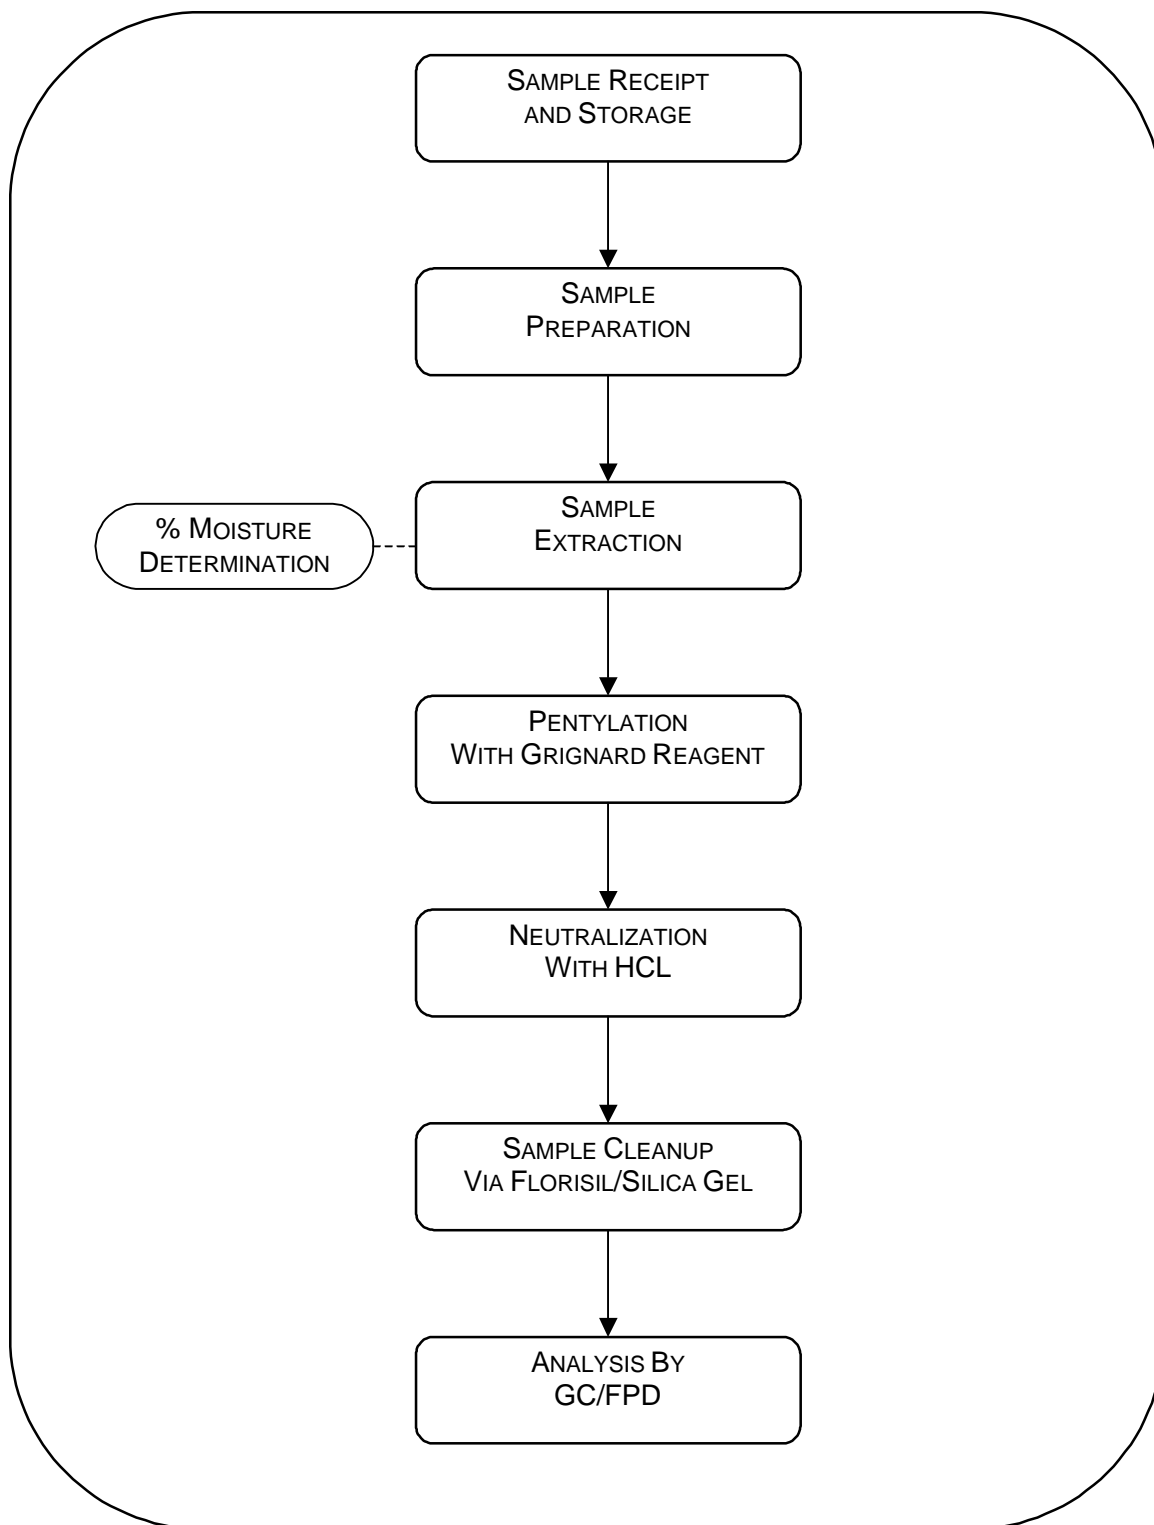 SAMPLE RECEIPT
AND STORAGE
SAMPLE
PREPARATION
% MOISTURE
DETERMINATION
SAMPLE
EXTRACTION
PENTYLATION
WITH GRIGNARD REAGENT
NEUTRALIZATION
WITH HCL
SAMPLE CLEANUP
VIA FLORISIL/SILICA GEL
ANALYSIS BY
GC/FPD